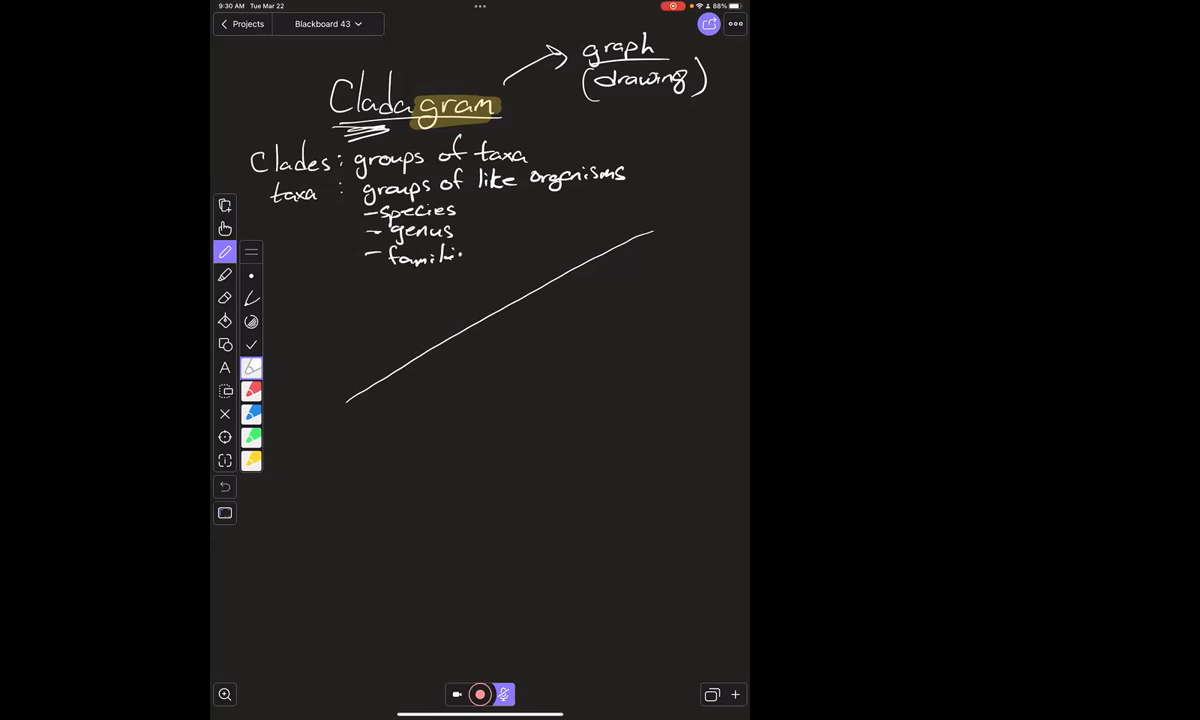 9:30 AM Tue Mar 22
88%
Projects
Blackboard 43
graph
(drawing)
Cladagram
Clades: groups of taxa
taxa : groups of like organisms
- species
- genus
- famili
A